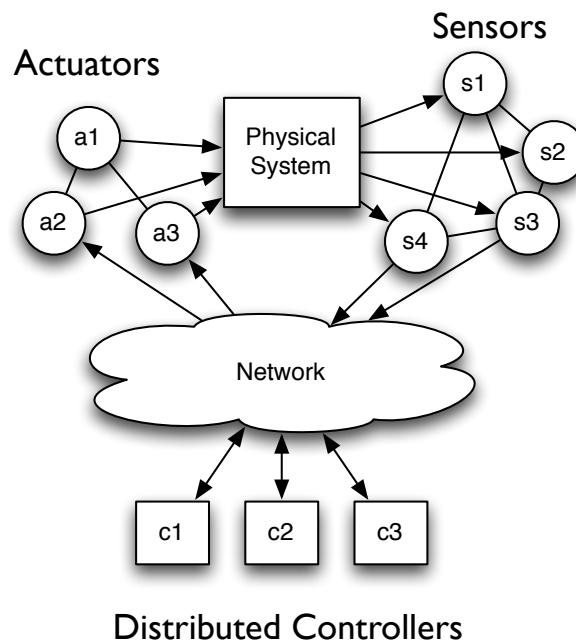 Sensors
Actuators
s1
a1
Physical
System
s2
a2
a3
s3
s4
Network
c1
c2
c3
Distributed Controllers